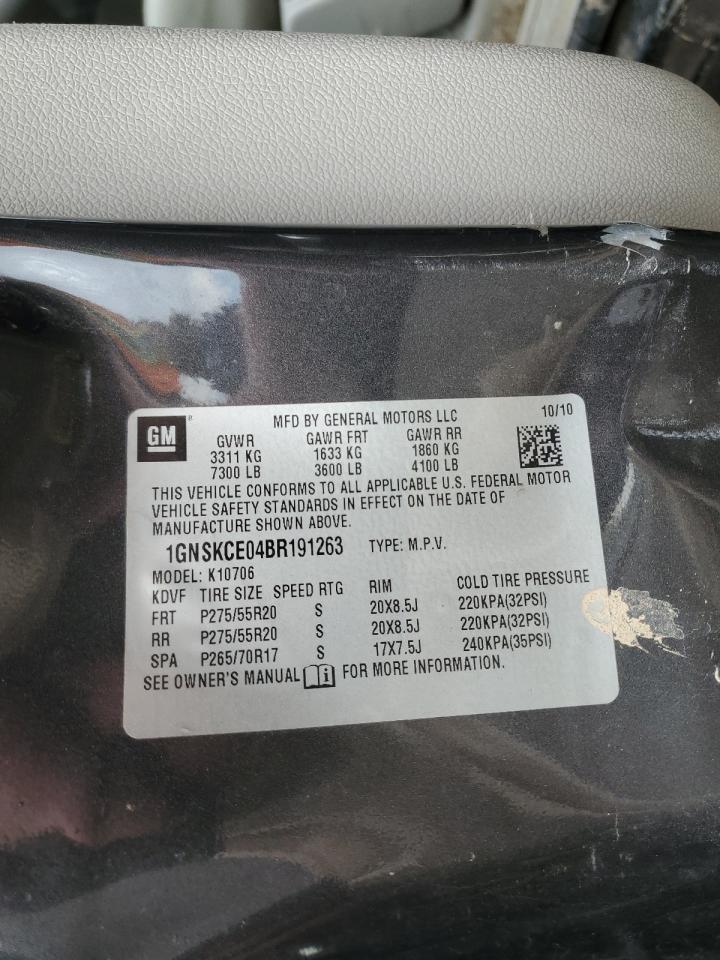 GM ® MFD BY GENERAL MOTORS LLC 10/10
GVWR GAWR FRT GAWR RR
3311 KG 1633 KG 1860 KG
7300 LB 3600 LB 4100 LB
THIS VEHICLE CONFORMS TO ALL APPLICABLE U.S. FEDERAL MOTOR
VEHICLE SAFETY STANDARDS IN EFFECT ON THE DATE OF
MANUFACTURE SHOWN ABOVE.
1GNSKCE04BR191263 TYPE: M.P.V.
MODEL: K10706
KDVF TIRE SIZE SPEED RTG RIM COLD TIRE PRESSURE
FRT P275/55R20 S 20X8.5J 220KPA(32PSI)
RR P275/55R20 S 20X8.5J 220KPA(32PSI)
SPA P265/70R17 S 17X7.5J 240KPA(35PSI)
SEE OWNER'S MANUAL i FOR MORE INFORMATION.